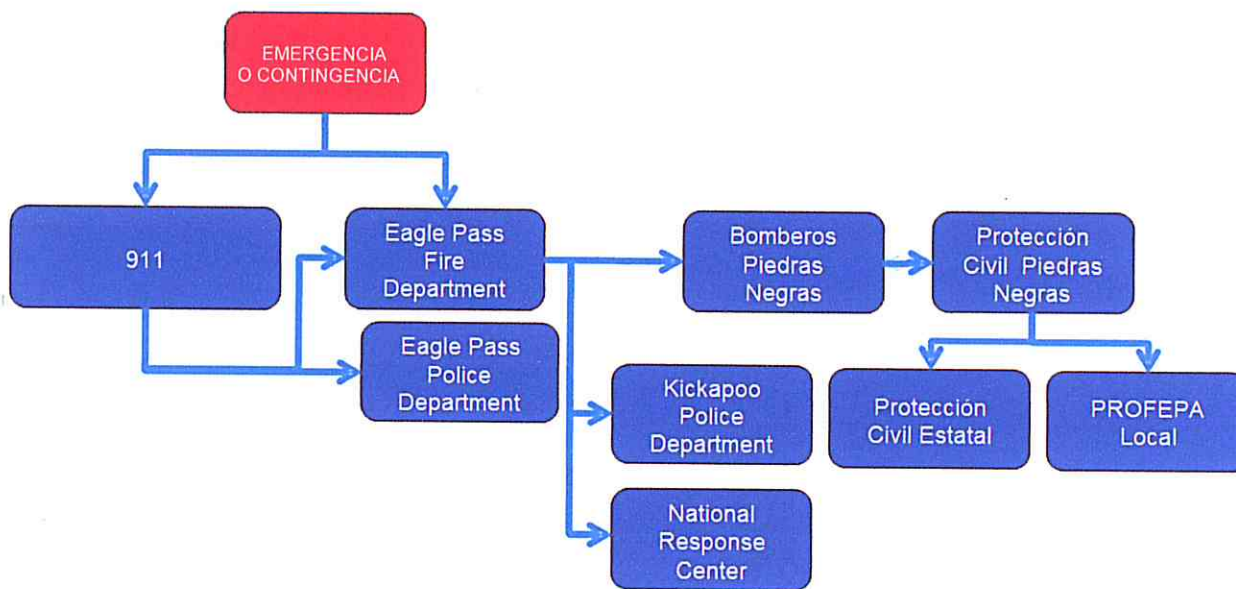 EMERGENCIA
O CONTINGENCIA
911
Eagle Pass
Fire
Department
Eagle Pass
Police
Department
Bomberos
Piedras
Negras
Protección
Civil Piedras
Negras
Kickapoo
Police
Department
National
Response
Center
Protección
Civil Estatal
PROFEPA
Local